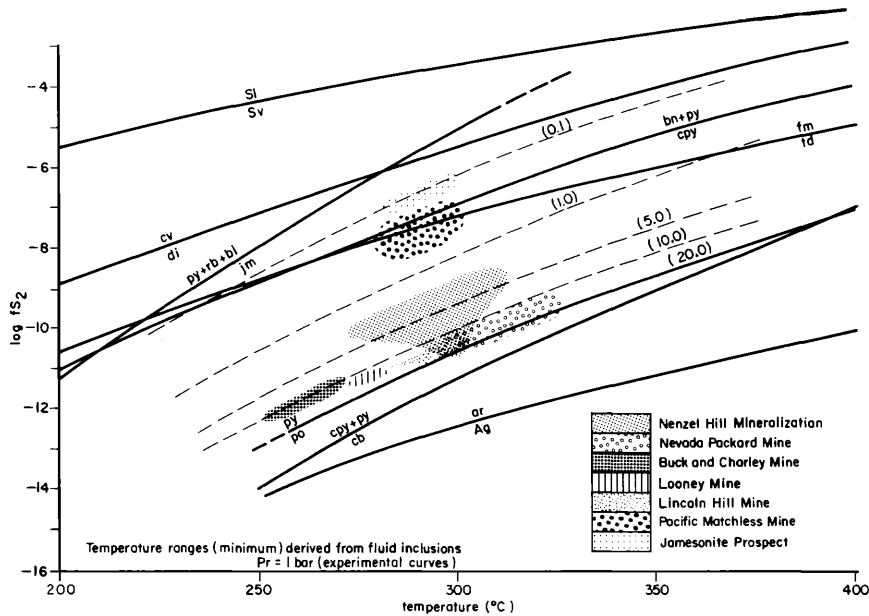 -4
-6
-8
-10
-12
-14
-16
log fS2
200
250
300
350
400
temperature (°C)
Sl
Sv
cv
di
py+rb+bl
jm
bn+py
cpy
fm
td
(0.1)
(1.0)
(5.0)
(10.0)
(20.0)
py
po
cpy+py
cb
ar
Ag
Nenzel Hill Mineralization
Nevada Packard Mine
Buck and Charley Mine
Looney Mine
Lincoln Hill Mine
Pacific Matchless Mine
Jamesonite Prospect
Temperature ranges (minimum) derived from fluid inclusions
Pr = 1 bar (experimental curves)